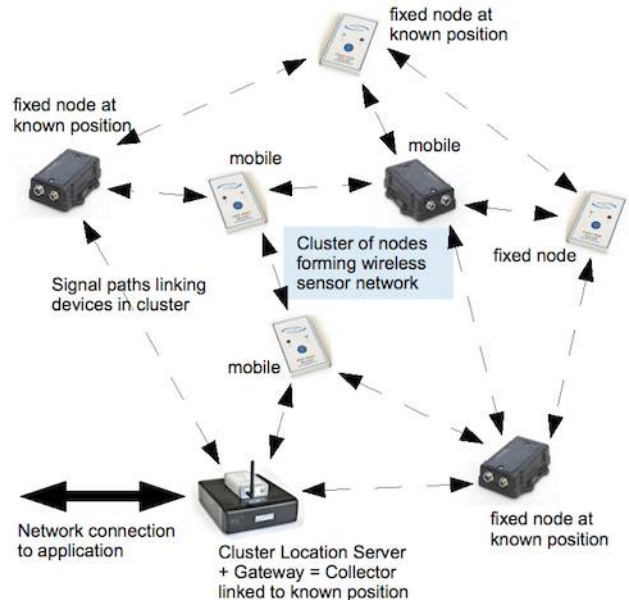 fixed node at
known position
fixed node at
known position
mobile
mobile
Cluster of nodes
forming wireless
sensor network
fixed node
Signal paths linking
devices in cluster
mobile
fixed node at
known position
Network connection
to application
Cluster Location Server
+ Gateway = Collector
linked to known position